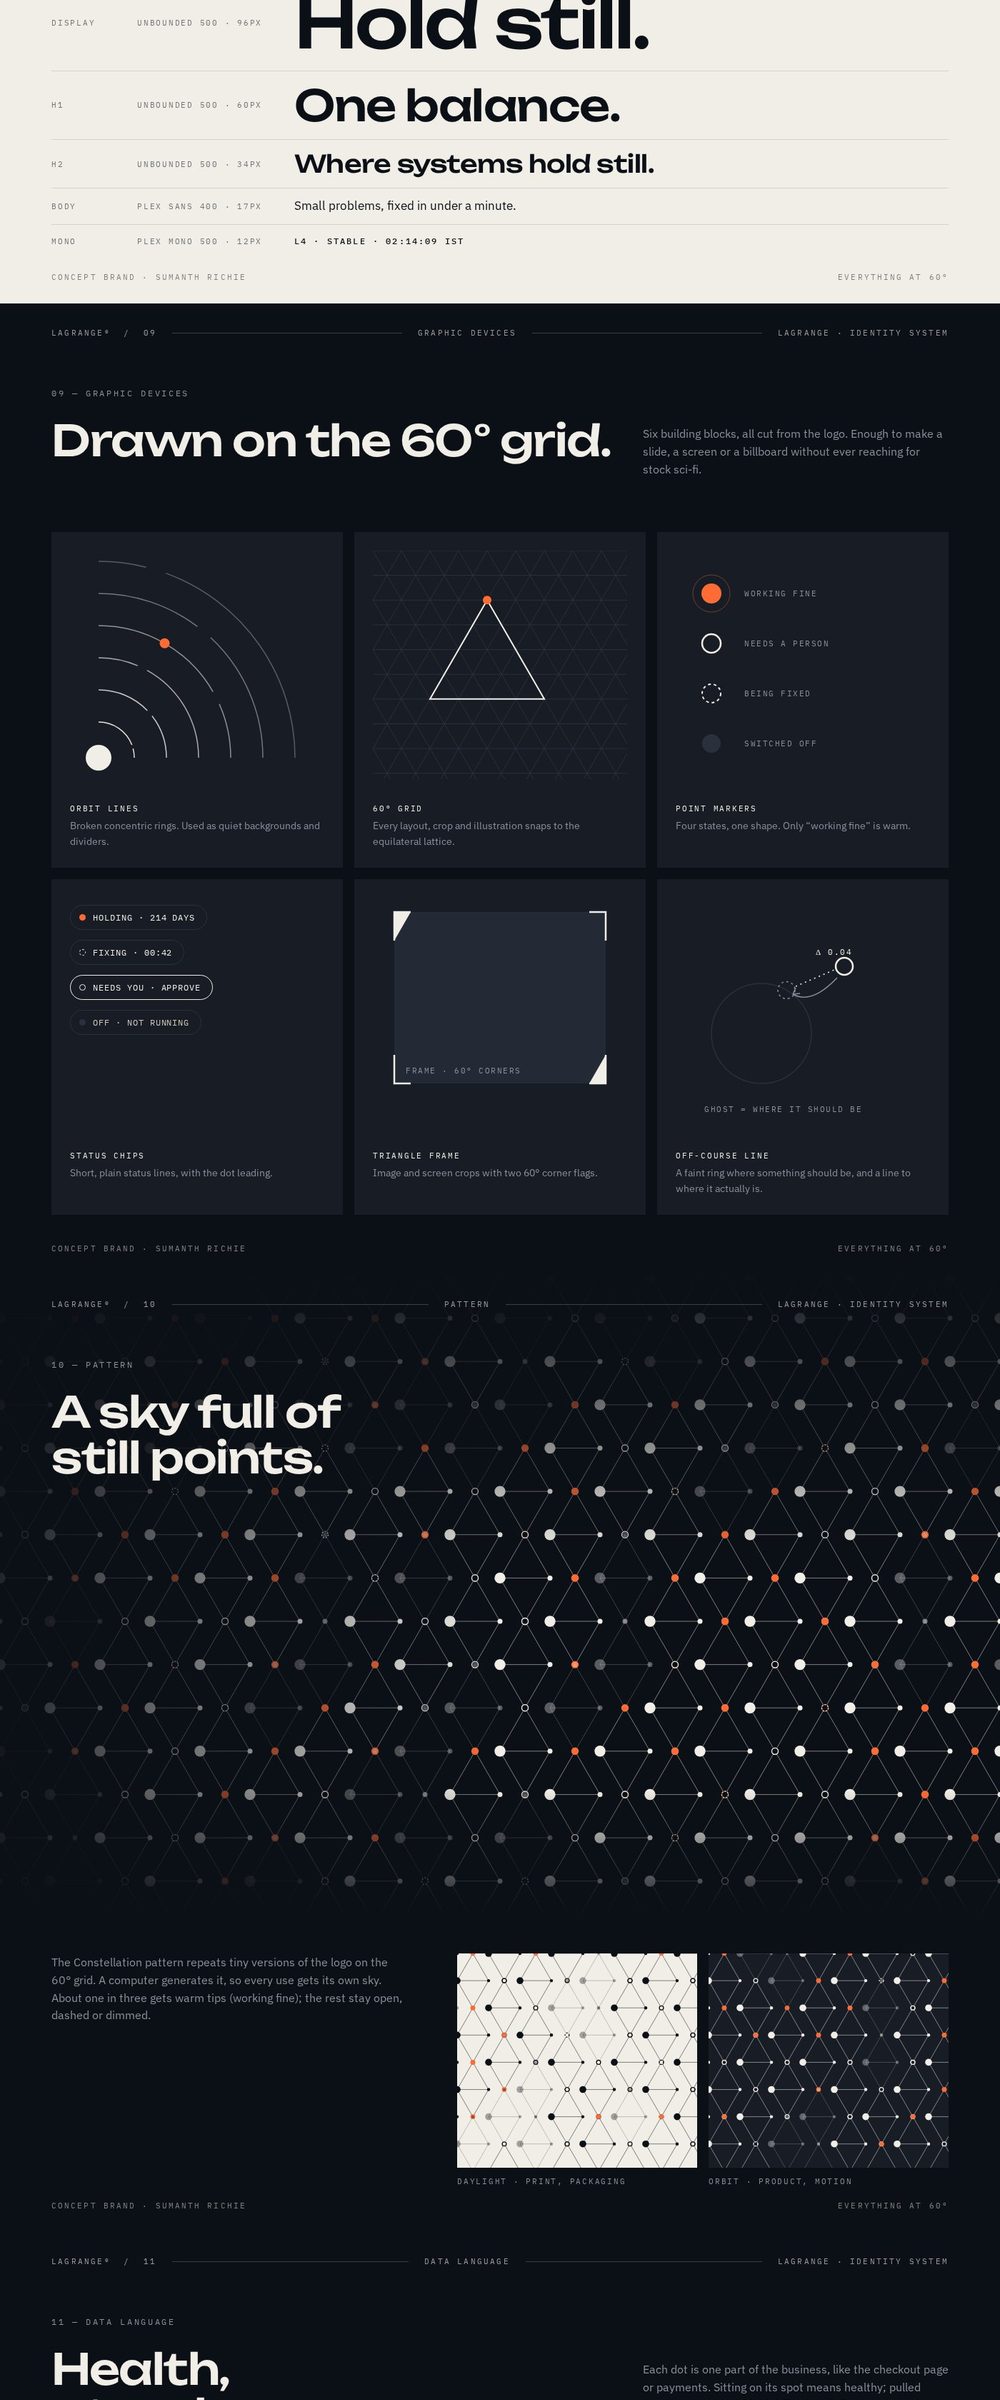 DISPLAY UNBOUNDED 500 · 96PX Hold still.
H1 UNBOUNDED 500 · 60PX One balance.
H2 UNBOUNDED 500 · 34PX Where systems hold still.
BODY PLEX SANS 400 · 17PX Small problems, fixed in under a minute.
MONO PLEX MONO 500 · 12PX L4 · STABLE · 02:14:09 IST
CONCEPT BRAND · SUMANTH RICHIE EVERYTHING AT 60°
LAGRANGE° / 09 GRAPHIC DEVICES LAGRANGE · IDENTITY SYSTEM
09 — GRAPHIC DEVICES
Drawn on the 60° grid.
Six building blocks, all cut from the logo. Enough to make a
slide, a screen or a billboard without ever reaching for
stock sci-fi.
ORBIT LINES
Broken concentric rings. Used as quiet backgrounds and
dividers.
60° GRID
Every layout, crop and illustration snaps to the
equilateral lattice.
WORKING FINE
NEEDS A PERSON
BEING FIXED
SWITCHED OFF
POINT MARKERS
Four states, one shape. Only “working fine” is warm.
HOLDING · 214 DAYS
FIXING · 00:42
NEEDS YOU · APPROVE
OFF · NOT RUNNING
STATUS CHIPS
Short, plain status lines, with the dot leading.
FRAME · 60° CORNERS
TRIANGLE FRAME
Image and screen crops with two 60° corner flags.
Δ 0.04
GHOST = WHERE IT SHOULD BE
OFF-COURSE LINE
A faint ring where something should be, and a line to
where it actually is.
CONCEPT BRAND · SUMANTH RICHIE EVERYTHING AT 60°
LAGRANGE° / 10 PATTERN LAGRANGE · IDENTITY SYSTEM
10 — PATTERN
A sky full of
still points.
The Constellation pattern repeats tiny versions of the logo on the
60° grid. A computer generates it, so every use gets its own sky.
About one in three gets warm tips (working fine); the rest stay open,
dashed or dimmed.
DAYLIGHT · PRINT, PACKAGING
ORBIT · PRODUCT, MOTION
CONCEPT BRAND · SUMANTH RICHIE EVERYTHING AT 60°
LAGRANGE° / 11 DATA LANGUAGE LAGRANGE · IDENTITY SYSTEM
11 — DATA LANGUAGE
Health,
Each dot is one part of the business, like the checkout page
or payments. Sitting on its spot means healthy; pulled